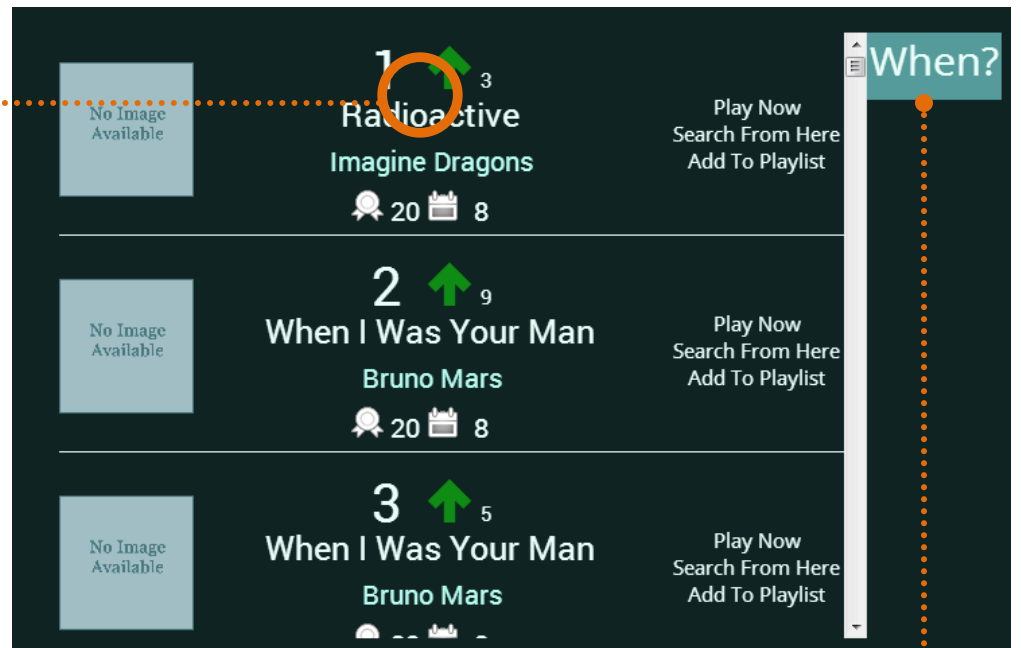 When?
1 3
No Image
Available
Radioactive
Imagine Dragons
20 8
Play Now
Search From Here
Add To Playlist
2 9
No Image
Available
When I Was Your Man
Bruno Mars
20 8
Play Now
Search From Here
Add To Playlist
3 5
No Image
Available
When I Was Your Man
Bruno Mars
Play Now
Search From Here
Add To Playlist